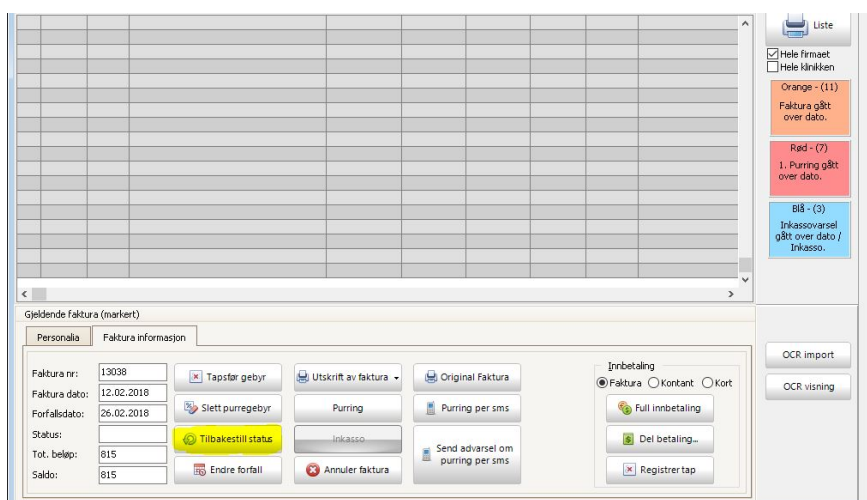 Liste
Hele firmaet
Hele klinikken
Orange - (11)
Faktura gått
over dato.
Rød - (7)
1. Purring gått
over dato.
Blå - (3)
Inkassovarsel
gått over dato /
Inkasso.
Gjeldende faktura (markert)
Personalia
Faktura informasjon
Faktura nr:
13038
Faktura dato:
12.02.2018
Forfallsdato:
26.02.2018
Status:
Tot. beløp:
815
Saldo:
815
Tapsfør gebyr
Slett purregebyr
Tilbakestill status
Endre forfall
Utskrift av faktura
Purring
Inkasso
Annuler faktura
Original Faktura
Purring per sms
Send advarsel om
purring per sms
Innbetaling
Faktura
Kontant
Kort
Full innbetaling
Del betaling...
Registrer tap
OCR import
OCR visning